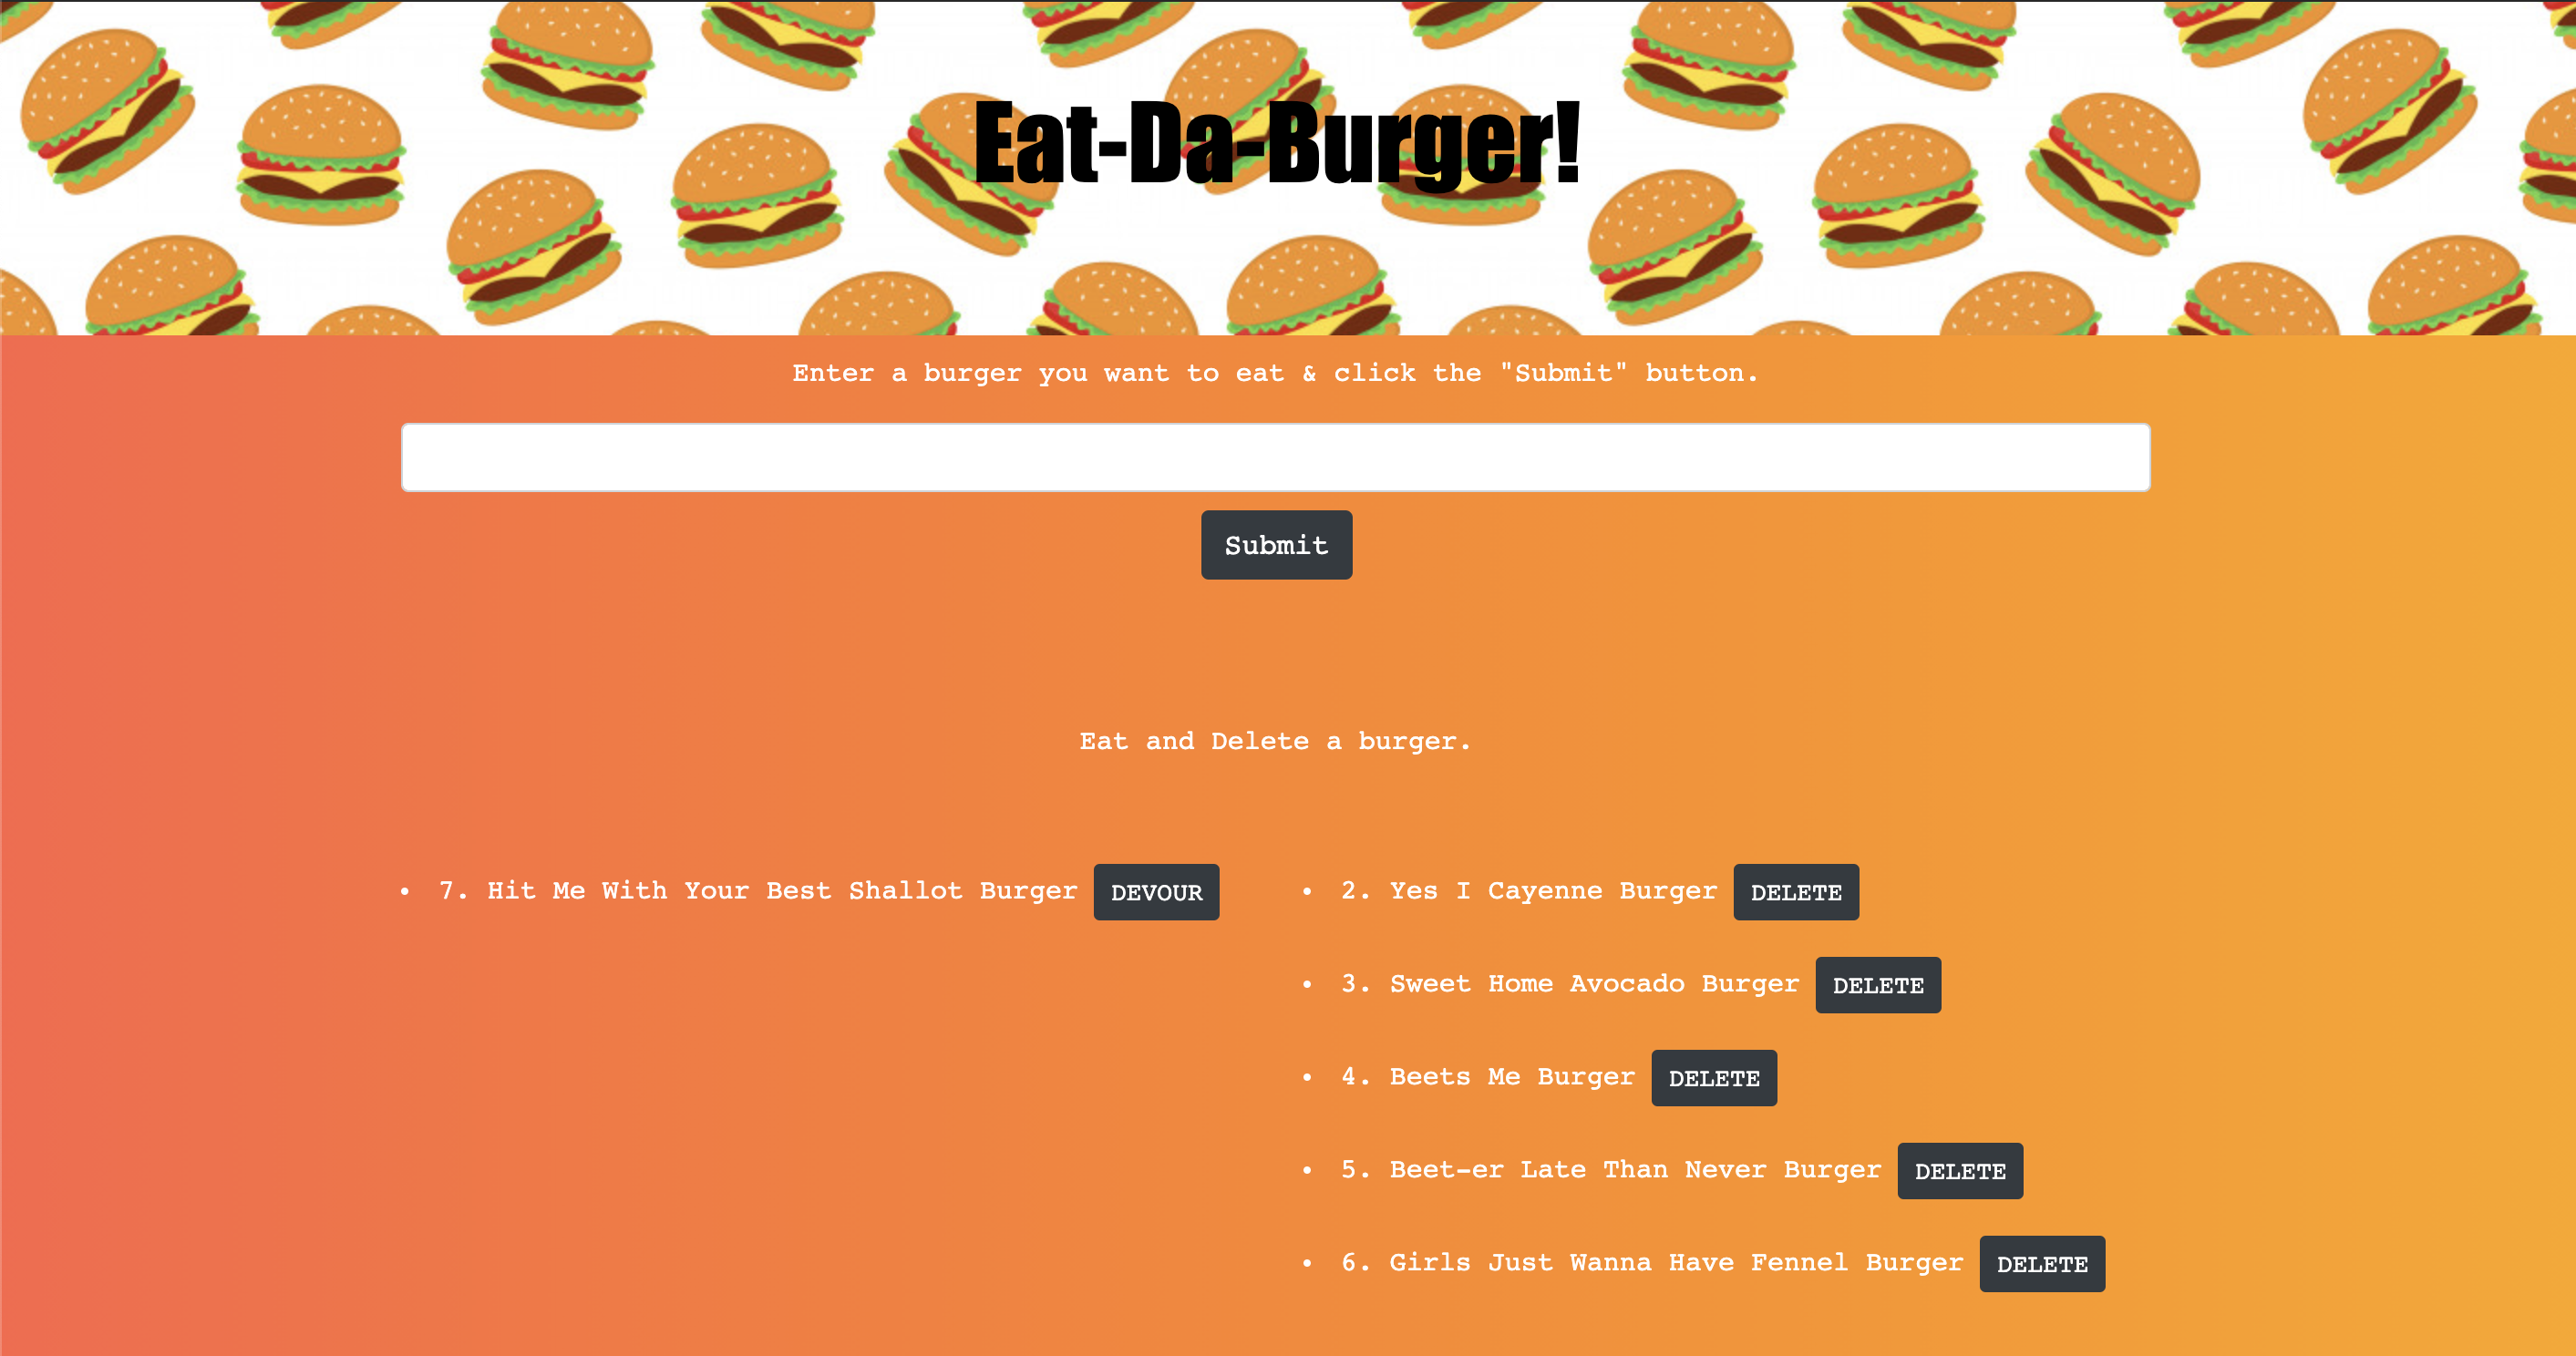 Eat-Da-Burger!
Enter a burger you want to eat & click the "Submit" button.
Submit
Eat and Delete a burger.
• 7. Hit Me With Your Best Shallot Burger DEVOUR
• 2. Yes I Cayenne Burger DELETE
• 3. Sweet Home Avocado Burger DELETE
• 4. Beets Me Burger DELETE
• 5. Beet-er Late Than Never Burger DELETE
• 6. Girls Just Wanna Have Fennel Burger DELETE